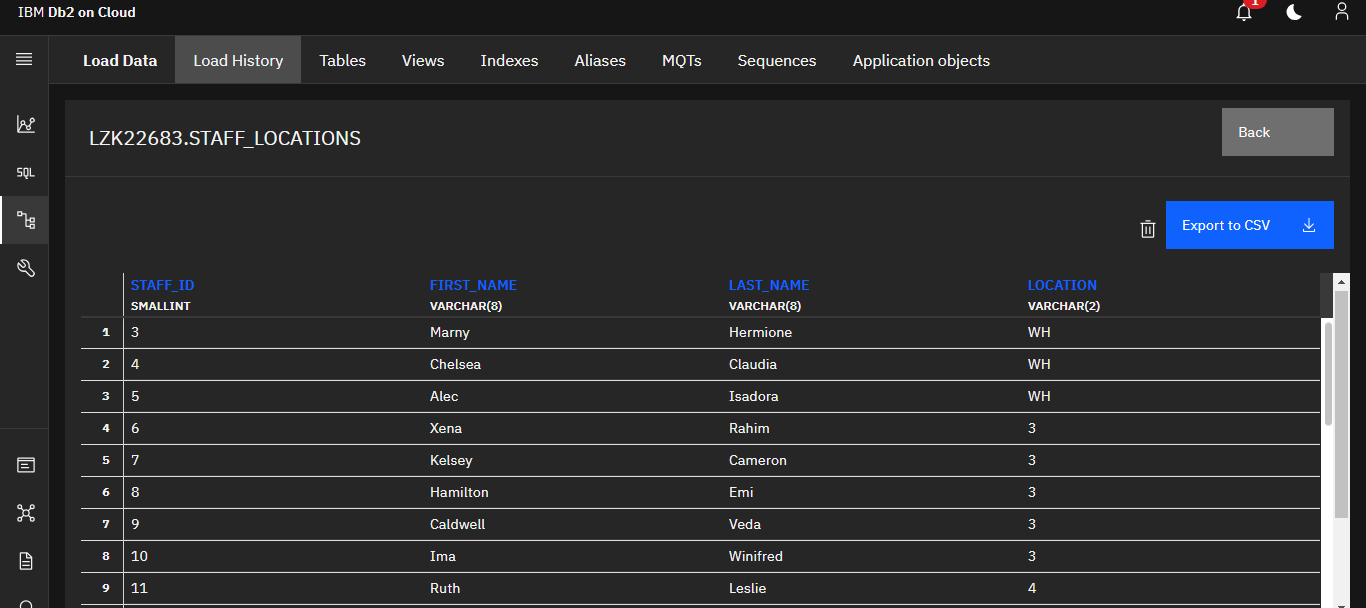 IBM Db2 on Cloud
1
Load Data Load History Tables Views Indexes Aliases MQTs Sequences Application objects
LZK22683.STAFF_LOCATIONS
Back
SQL
Export to CSV
STAFF_ID FIRST_NAME LAST_NAME LOCATION
SMALLINT VARCHAR(8) VARCHAR(8) VARCHAR(2)
1 3 Marny Hermione WH
2 4 Chelsea Claudia WH
3 5 Alec Isadora WH
4 6 Xena Rahim 3
5 7 Kelsey Cameron 3
6 8 Hamilton Emi 3
7 9 Caldwell Veda 3
8 10 Ima Winifred 3
9 11 Ruth Leslie 4